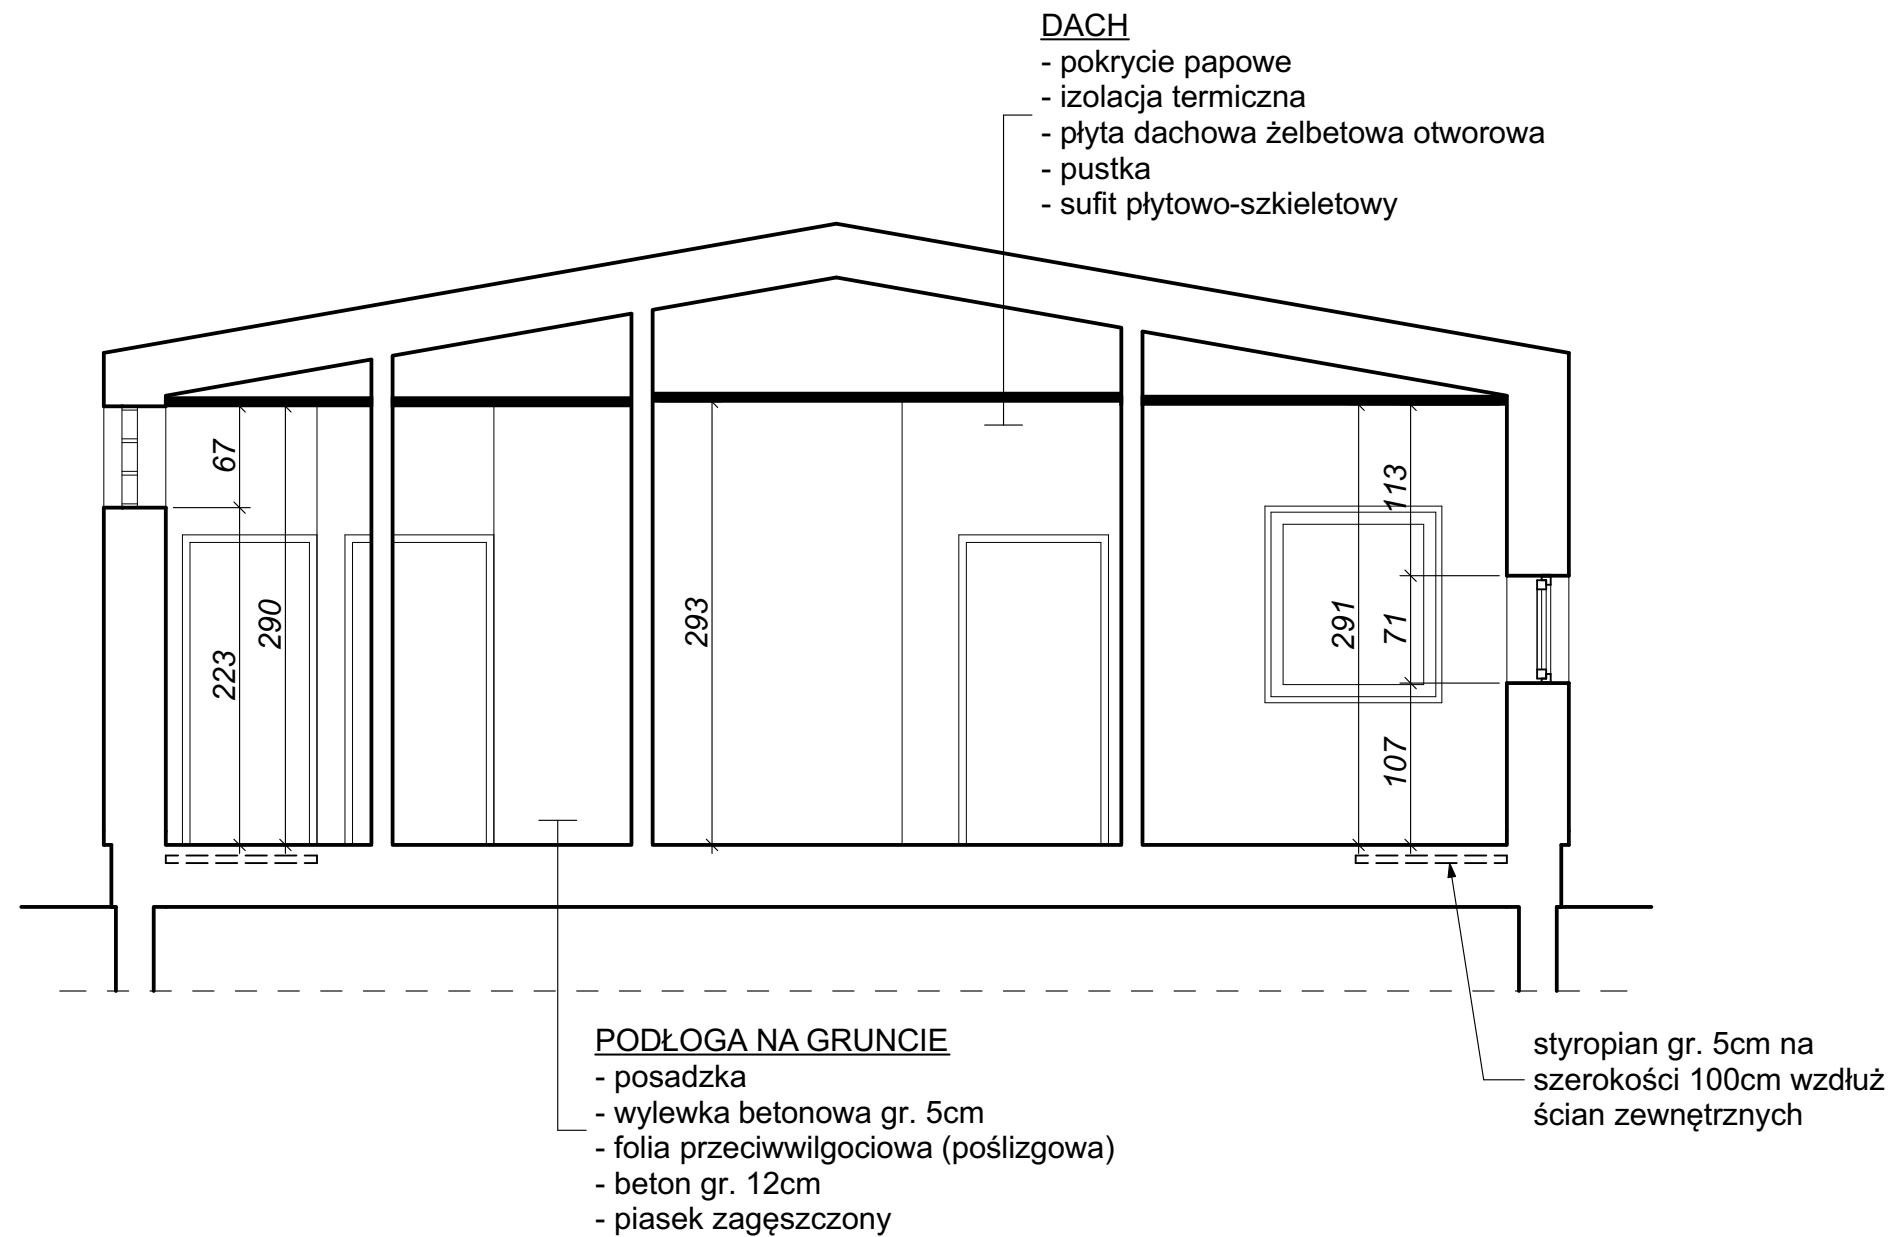 DACH
- pokrycie papowe
- izolacja termiczna
- płyta dachowa żelbetowa otworowa
- pustka
- sufit płytowo-szkieletowy
67
223
290
293
291
113
71
107
PODŁOGA NA GRUNCIE
- posadzka
- wylewka betonowa gr. 5cm
- folia przeciwwilgociowa (poślizgowa)
- beton gr. 12cm
- piasek zagęszczony
styropian gr. 5cm na
szerokości 100cm wzdłuż
ścian zewnętrznych